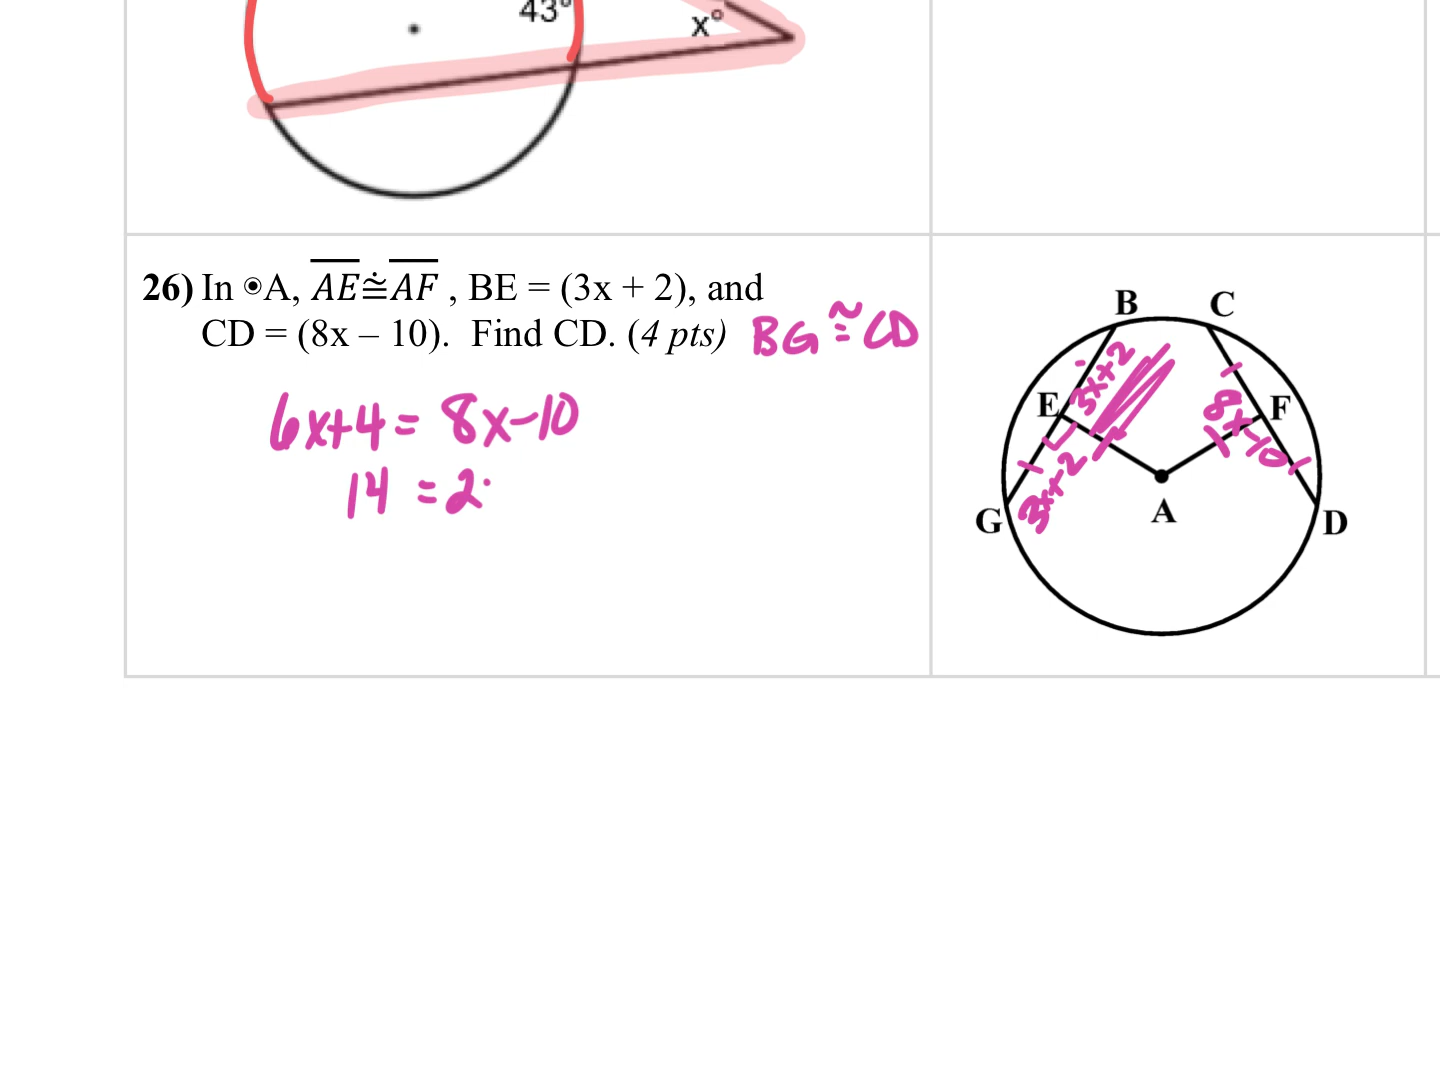 43°
x°
26) In ⊙A, AE≅AF , BE = (3x + 2), and
CD = (8x – 10). Find CD. (4 pts)
BG ≅ CD
6x+4 = 8x-10
14 = 2
B C
E F
3x+2
8x-10
3x+2
A
G D